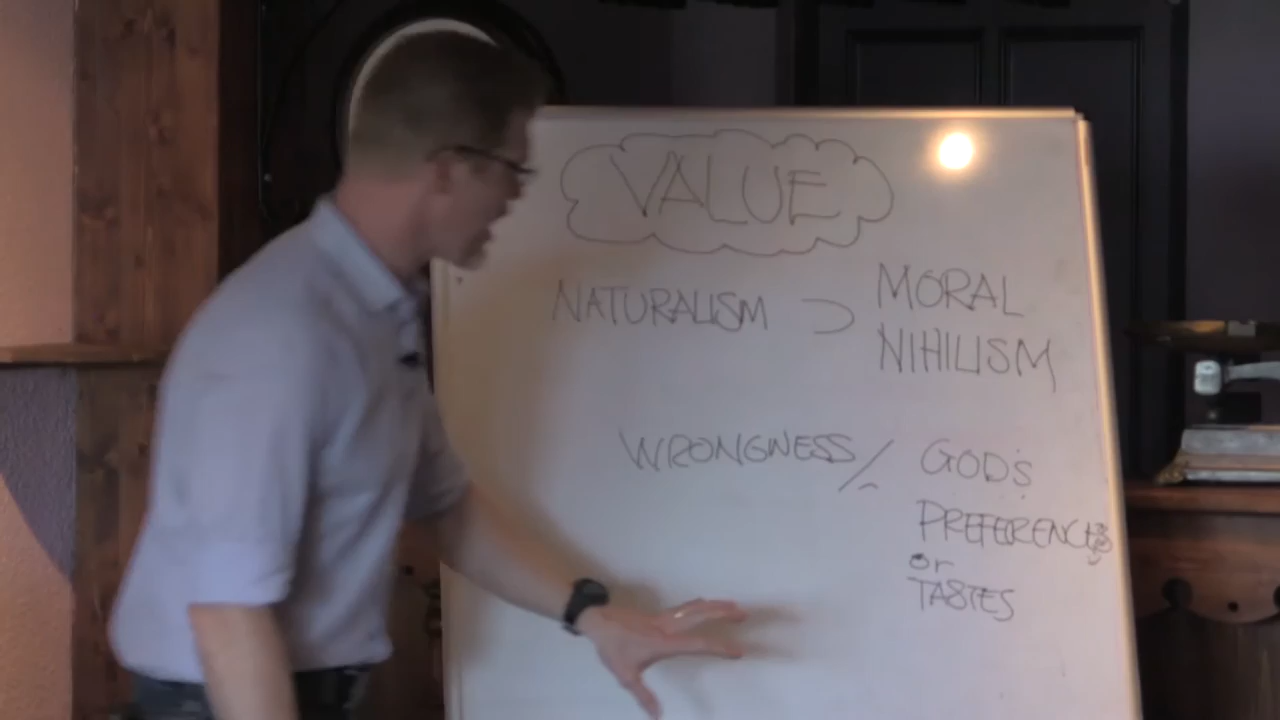 VALUE
NATURALISM ⊃ MORAL
NIHILISM
WRONGNESS / GOD'S
PREFERENCES
or
TASTES